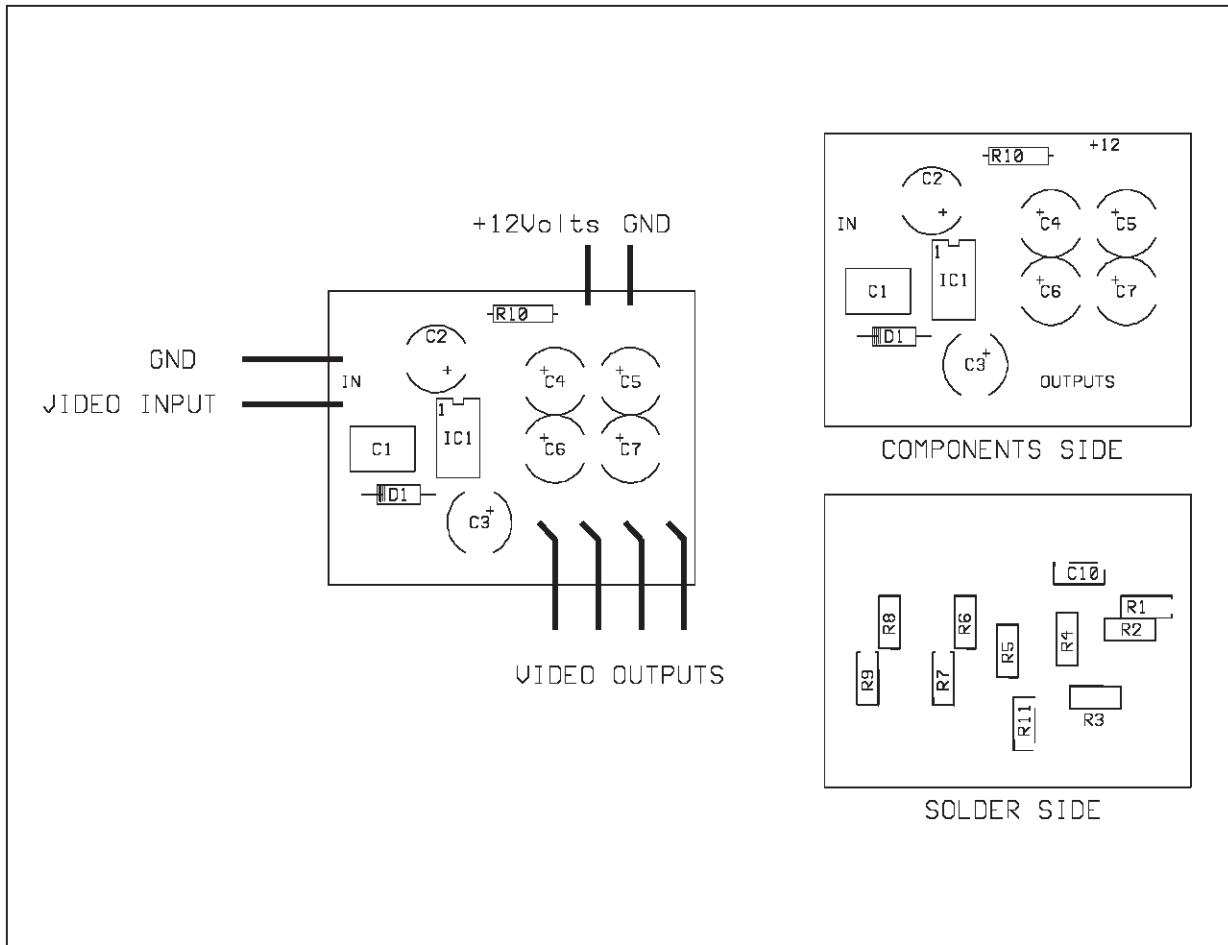 +12Volts GND
R10
C2
+
GND
IN
VIDEO INPUT
+
C4
+
C5
1
IC1
C1
+
C6
+
C7
D1
C3
+
VIDEO OUTPUTS
R10
+12
C2
+
IN
+
C4
+
C5
1
IC1
C1
+
C6
+
C7
D1
C3
+
OUTPUTS
COMPONENTS SIDE
C10
R8
R6
R1
R2
R5
R4
R9
R7
R11
R3
SOLDER SIDE